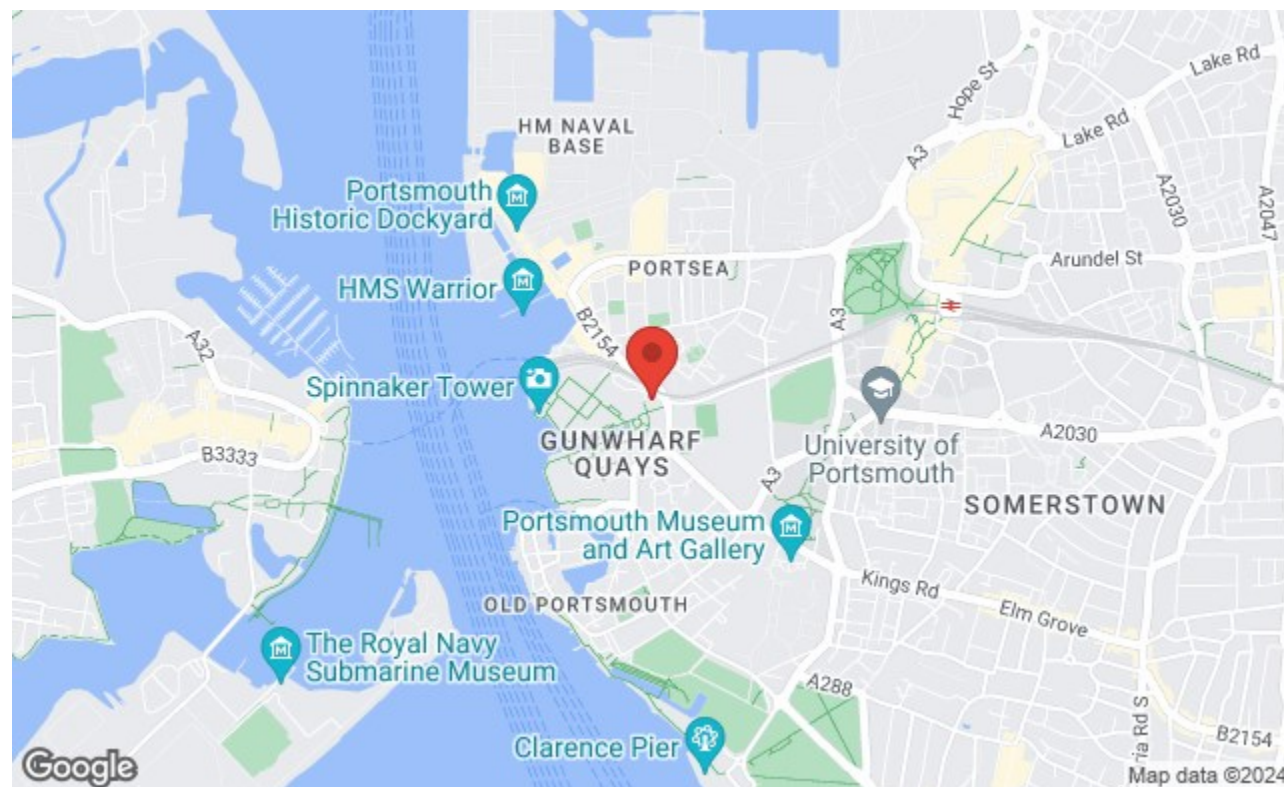 Lake Rd
Hope St
HM NAVAL
BASE
A3
Lake Rd
Portsmouth
Historic Dockyard
A2030
A2047
PORTSEA
Arundel St
HMS Warrior
B2154
A3
A32
Spinnaker Tower
GUNWHARF
QUAYS
University of
Portsmouth
A2030
B3333
A3
SOMERSTOWN
Portsmouth Museum
and Art Gallery
Kings Rd
OLD PORTSMOUTH
Elm Grove
The Royal Navy
Submarine Museum
A288
ria Rd S
Clarence Pier
B2154
Google
Map data ©2024